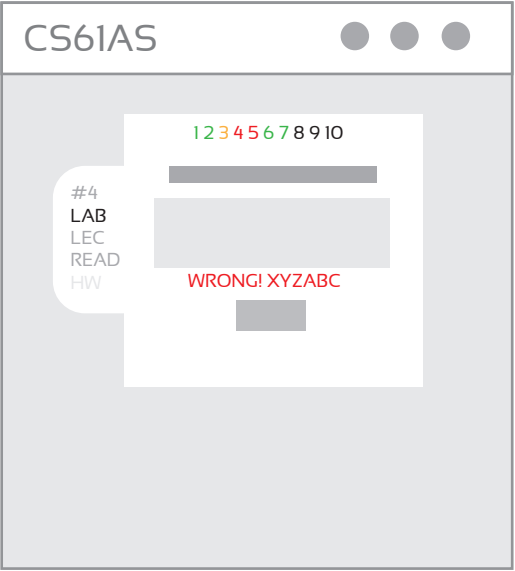 CS61AS
1 2 3 4 5 6 7 8 9 10
#4
LAB
LEC
READ
HW
WRONG! XYZABC